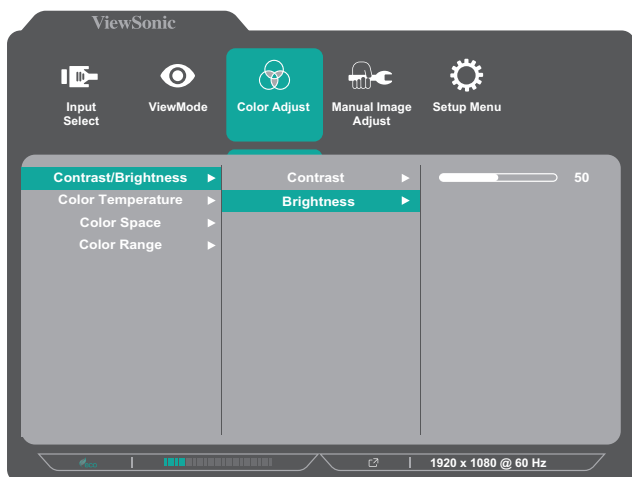 ViewSonic
Input
Select
ViewMode
Color Adjust
Manual Image
Adjust
Setup Menu
Contrast/Brightness
Color Temperature
Color Space
Color Range
Contrast
Brightness
50
eco
1920 x 1080 @ 60 Hz